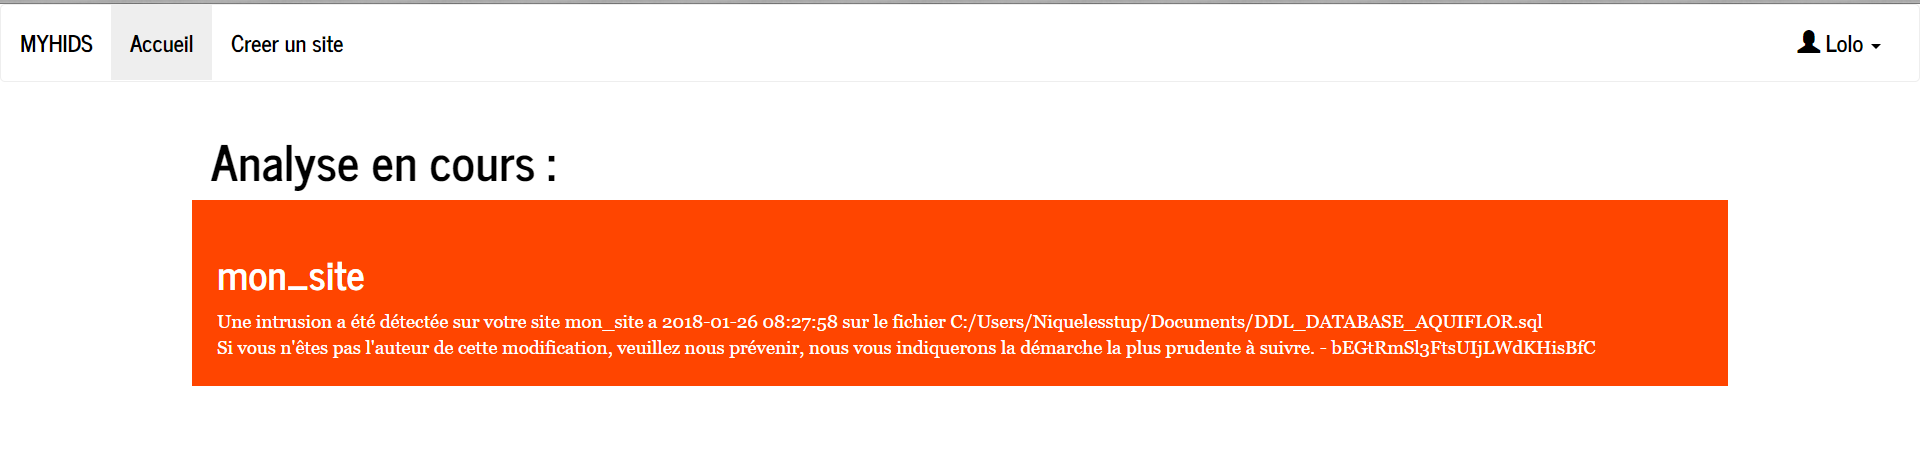 MYHIDS Accueil Creer un site Lolo
Analyse en cours :
mon_site
Une intrusion a été détectée sur votre site mon_site a 2018-01-26 08:27:58 sur le fichier C:/Users/Niquelesstup/Documents/DDL_DATABASE_AQUIFLOR.sql
Si vous n'êtes pas l'auteur de cette modification, veuillez nous prévenir, nous vous indiquerons la démarche la plus prudente à suivre. - bEGtRmSl3FtsUIjLWdKHisBfC